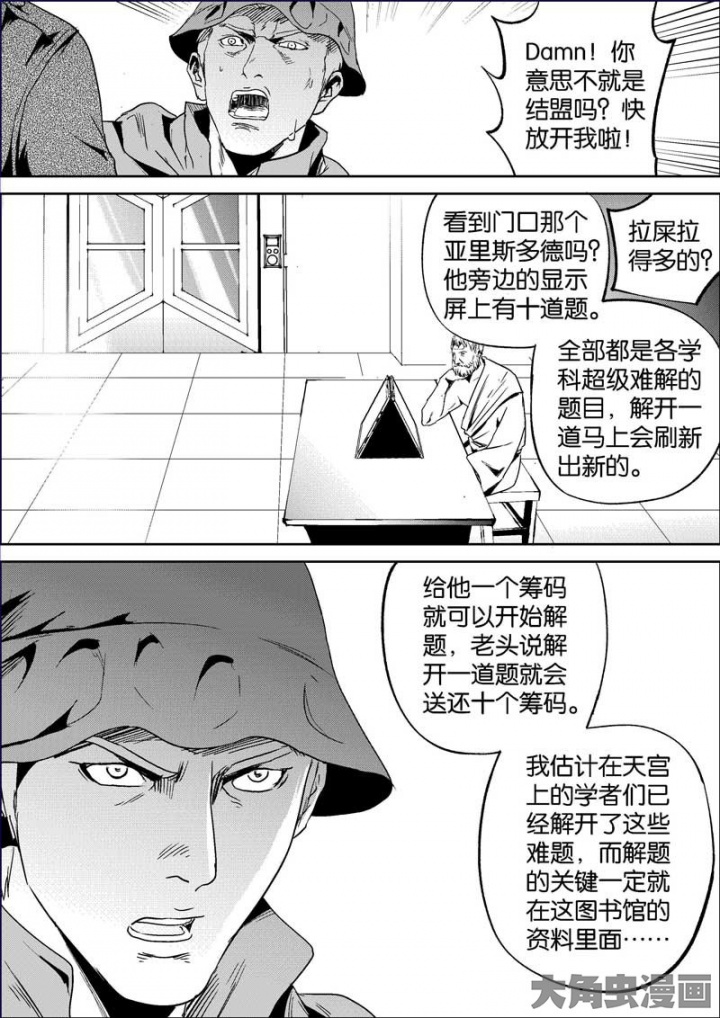 Damn！你
意思不就是
结盟吗？快
放开我啦！
看到门口那个
亚里斯多德吗？
他旁边的显示
屏上有十道题。
拉屎拉
得多的？
全部都是各学
科超级难解的
题目，解开一
道马上会刷新
出新的。
给他一个筹码
就可以开始解
题，老头说解
开一道题就会
送还十个筹码。
我估计在天宫
上的学者们已
经解开了这些
难题，而解题
的关键一定就
在这图书馆的
资料里面……
大角虫漫画